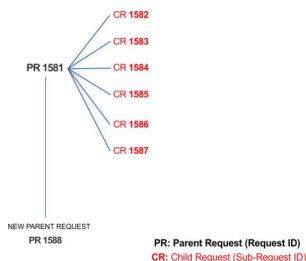 CR 1582
CR 1583
PR 1581
CR 1584
CR 1585
CR 1586
CR 1587
NEW PARENT REQUEST
PR 1588
PR: Parent Request (Request ID)
CR: Child Request (Sub-Request ID)